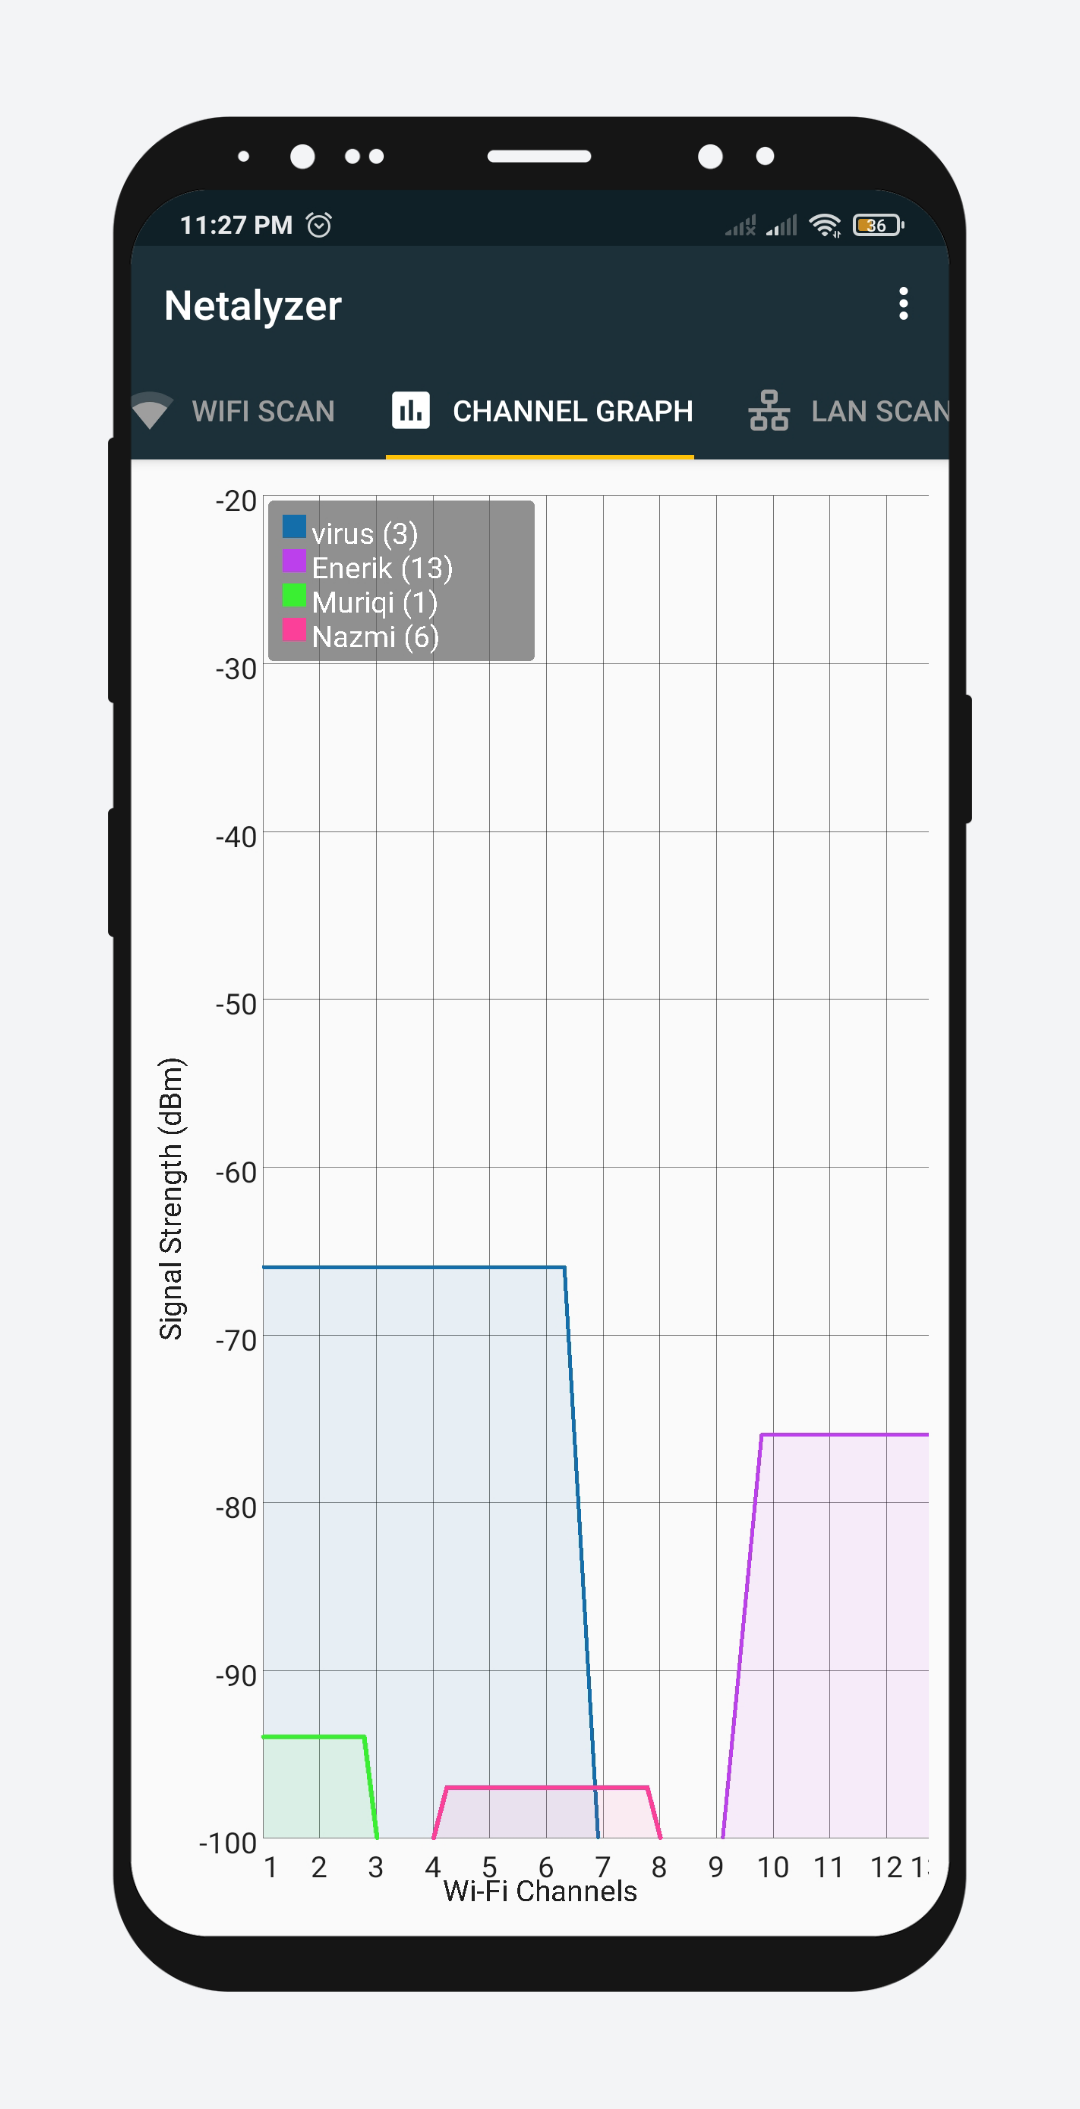 11:27 PM
36
Netalyzer
WIFI SCAN
CHANNEL GRAPH
LAN SCAN
-20
virus (3)
Enerik (13)
Muriqi (1)
Nazmi (6)
-30
-40
-50
-60
-70
-80
-90
-100
Signal Strength (dBm)
1 2 3 4 5 6 7 8 9 10 11 12
Wi-Fi Channels